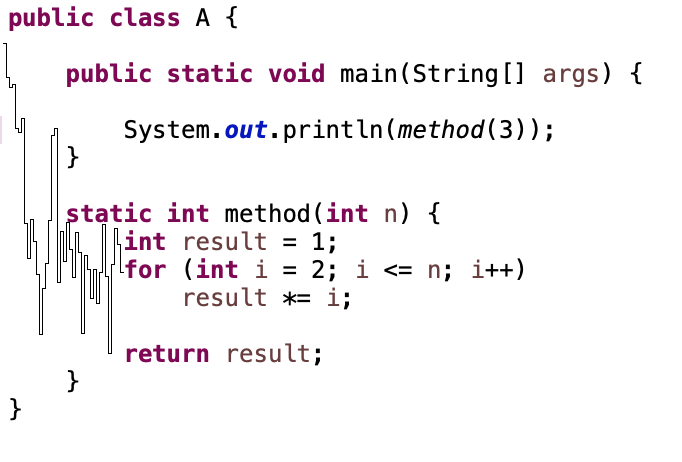 public class A {
public static void main(String[] args) {
System.out.println(method(3));
}
static int method(int n) {
int result = 1;
for (int i = 2; i <= n; i++)
result *= i;
return result;
}
}